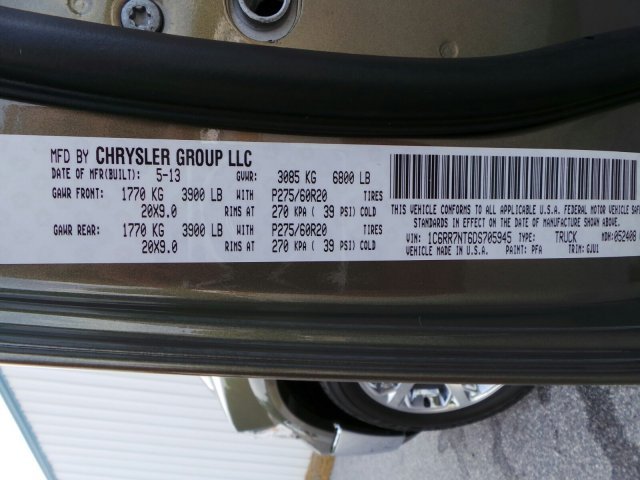 MFD BY CHRYSLER GROUP LLC
DATE OF MFR(BUILT): 5-13 GVWR: 3085 KG 6800 LB
GAWR FRONT: 1770 KG 3900 LB WITH P275/60R20 TIRES
20X9.0 RIMS AT 270 KPA ( 39 PSI) COLD
GAWR REAR: 1770 KG 3900 LB WITH P275/60R20 TIRES
20X9.0 RIMS AT 270 KPA ( 39 PSI) COLD
THIS VEHICLE CONFORMS TO ALL APPLICABLE U.S.A. FEDERAL MOTOR VEHICLE SAFE
STANDARDS IN EFFECT ON THE DATE OF MANUFACTURE SHOWN ABOVE.
VIN: 1C6RR7NT6DS705945 TYPE: TRUCK MDH:052408
VEHICLE MADE IN U.S.A. PAINT: PFA TRIM: GJU1